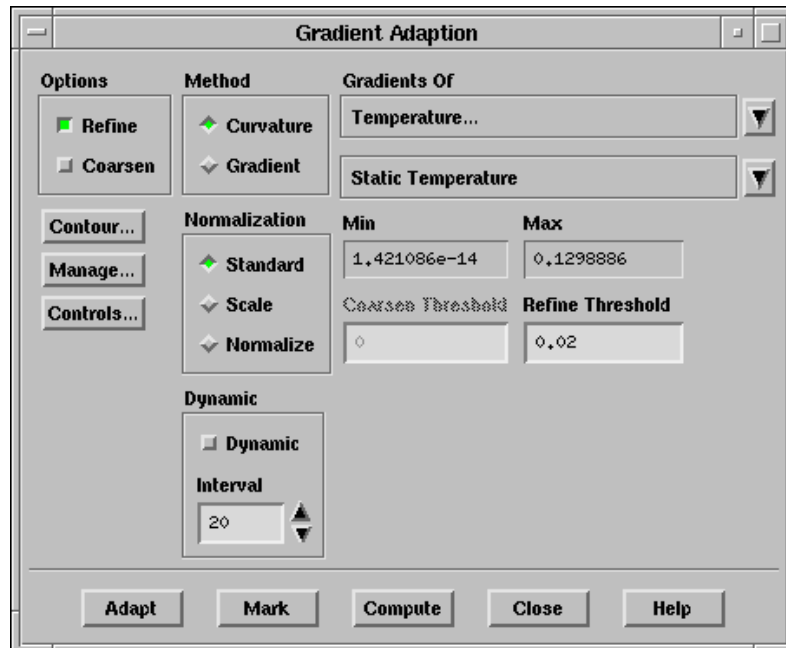 Gradient Adaption
Options
Refine
Coarsen
Contour...
Manage...
Controls...
Method
Curvature
Gradient
Normalization
Standard
Scale
Normalize
Dynamic
Dynamic
Interval
20
Gradients Of
Temperature...
Static Temperature
Min Max
1.421086e-14 0.1298886
Coarsen Threshold Refine Threshold
0 0.02
Adapt Mark Compute Close Help